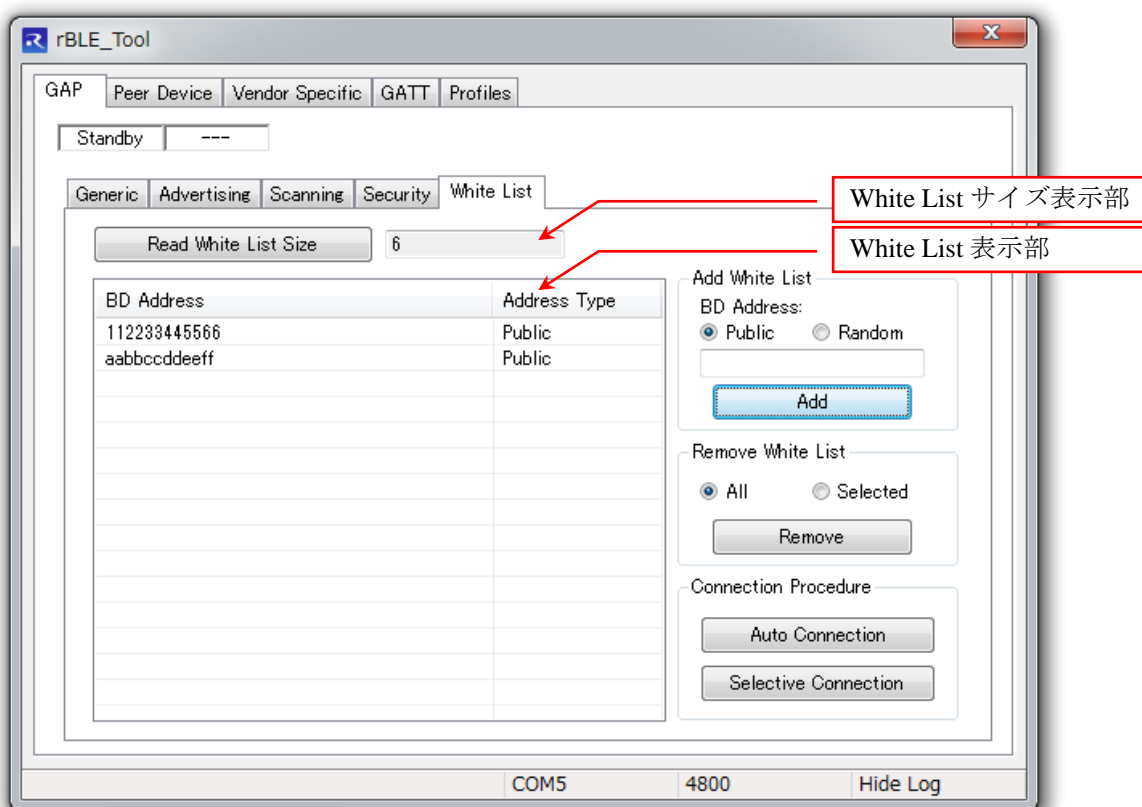 rBLE_Tool
GAP Peer Device Vendor Specific GATT Profiles
Standby ---
Generic Advertising Scanning Security White List
White List サイズ表示部
Read White List Size 6
White List 表示部
BD Address Address Type
112233445566 Public
aabbccddeeff Public
Add White List
BD Address:
Public Random
Add
Remove White List
All Selected
Remove
Connection Procedure
Auto Connection
Selective Connection
COM5 4800 Hide Log